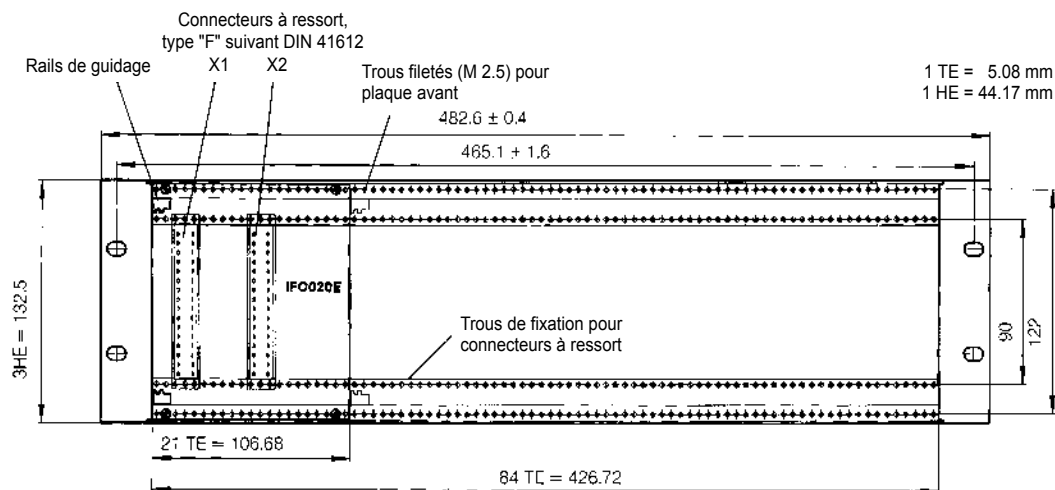 Connecteurs à ressort,
type "F" suivant DIN 41612
X1 X2
Rails de guidage
Trous filetés (M 2.5) pour
plaque avant
1 TE = 5.08 mm
1 HE = 44.17 mm
482.6 ± 0.4
465.1 ± 1.6
3HE = 132.5
IFO020E
Trous de fixation pour
connecteurs à ressort
90
122
21 TE = 106.68
84 TE = 426.72